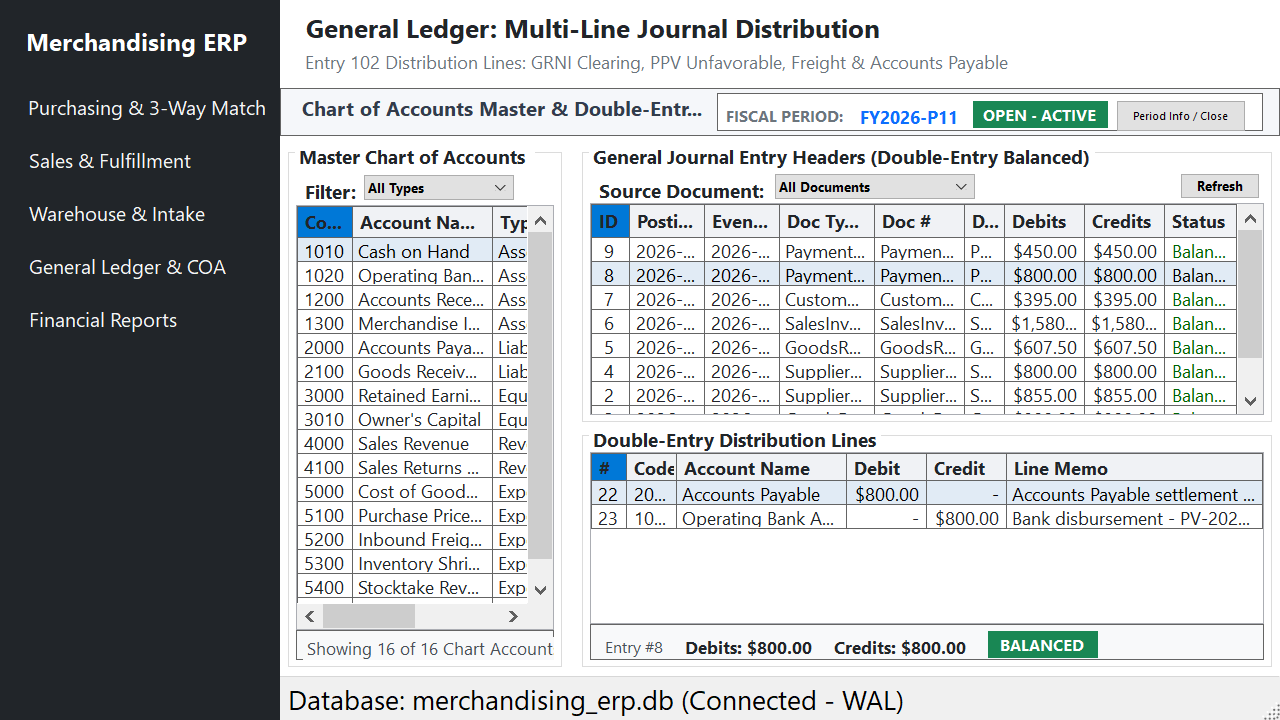 Merchandising ERP
Purchasing & 3-Way Match
Sales & Fulfillment
Warehouse & Intake
General Ledger & COA
Financial Reports
General Ledger: Multi-Line Journal Distribution
Entry 102 Distribution Lines: GRNI Clearing, PPV Unfavorable, Freight & Accounts Payable
Chart of Accounts Master & Double-Entr...
FISCAL PERIOD: FY2026-P11 OPEN - ACTIVE Period Info / Close
Master Chart of Accounts
Filter: All Types
Co... Account Na... Typ
1010 Cash on Hand Ass
1020 Operating Ban... Ass
1200 Accounts Rece... Ass
1300 Merchandise I... Ass
2000 Accounts Paya... Liab
2100 Goods Receiv... Liab
3000 Retained Earni... Equ
3010 Owner's Capital Equ
4000 Sales Revenue Rev
4100 Sales Returns ... Rev
5000 Cost of Good... Exp
5100 Purchase Price... Exp
5200 Inbound Freig... Exp
5300 Inventory Shri... Exp
5400 Stocktake Rev... Exp
Showing 16 of 16 Chart Account
General Journal Entry Headers (Double-Entry Balanced)
Source Document: All Documents Refresh
ID Posti... Even... Doc Ty... Doc # D... Debits Credits Status
9 2026-... 2026-... Payment... Paymen... P... $450.00 $450.00 Balan...
8 2026-... 2026-... Payment... Paymen... P... $800.00 $800.00 Balan...
7 2026-... 2026-... Custom... Custom... C... $395.00 $395.00 Balan...
6 2026-... 2026-... SalesInv... SalesInv... S... $1,580... $1,580... Balan...
5 2026-... 2026-... GoodsR... GoodsR... G... $607.50 $607.50 Balan...
4 2026-... 2026-... Supplier... Supplier... S... $800.00 $800.00 Balan...
2 2026-... 2026-... Supplier... Supplier... S... $855.00 $855.00 Balan...
Double-Entry Distribution Lines
# Code Account Name Debit Credit Line Memo
22 20... Accounts Payable $800.00 - Accounts Payable settlement ...
23 10... Operating Bank A... - $800.00 Bank disbursement - PV-202...
Entry #8 Debits: $800.00 Credits: $800.00 BALANCED
Database: merchandising_erp.db (Connected - WAL)